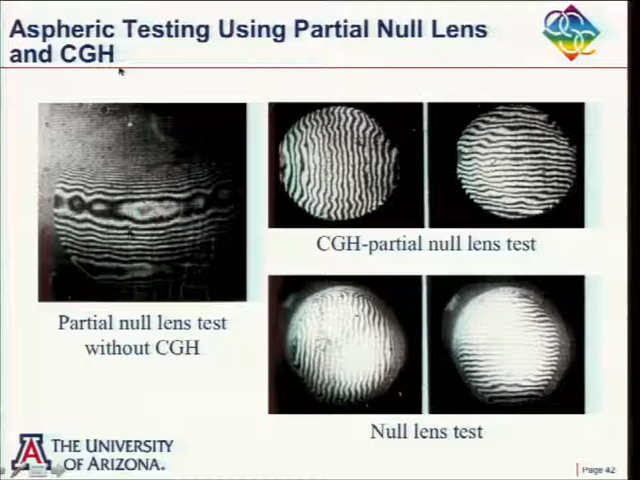 Aspheric Testing Using Partial Null Lens
and CGH
CGH-partial null lens test
Partial null lens test
without CGH
Null lens test
THE UNIVERSITY
OF ARIZONA.
Page 42